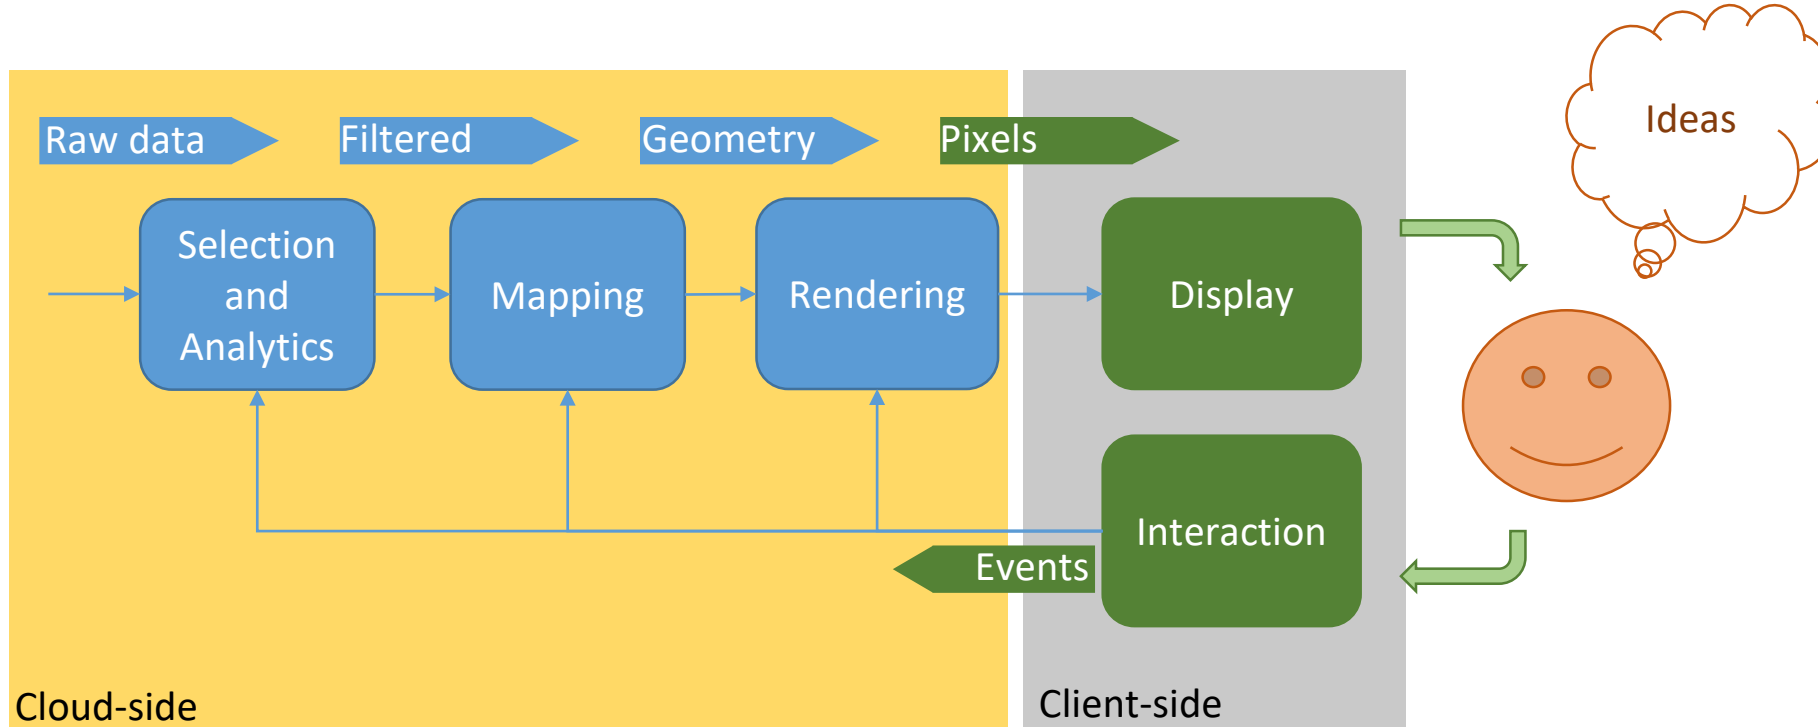 Ideas
Raw data
Filtered
Geometry
Pixels
Selection
and
Analytics
Mapping
Rendering
Display
Interaction
Events
Cloud-side
Client-side